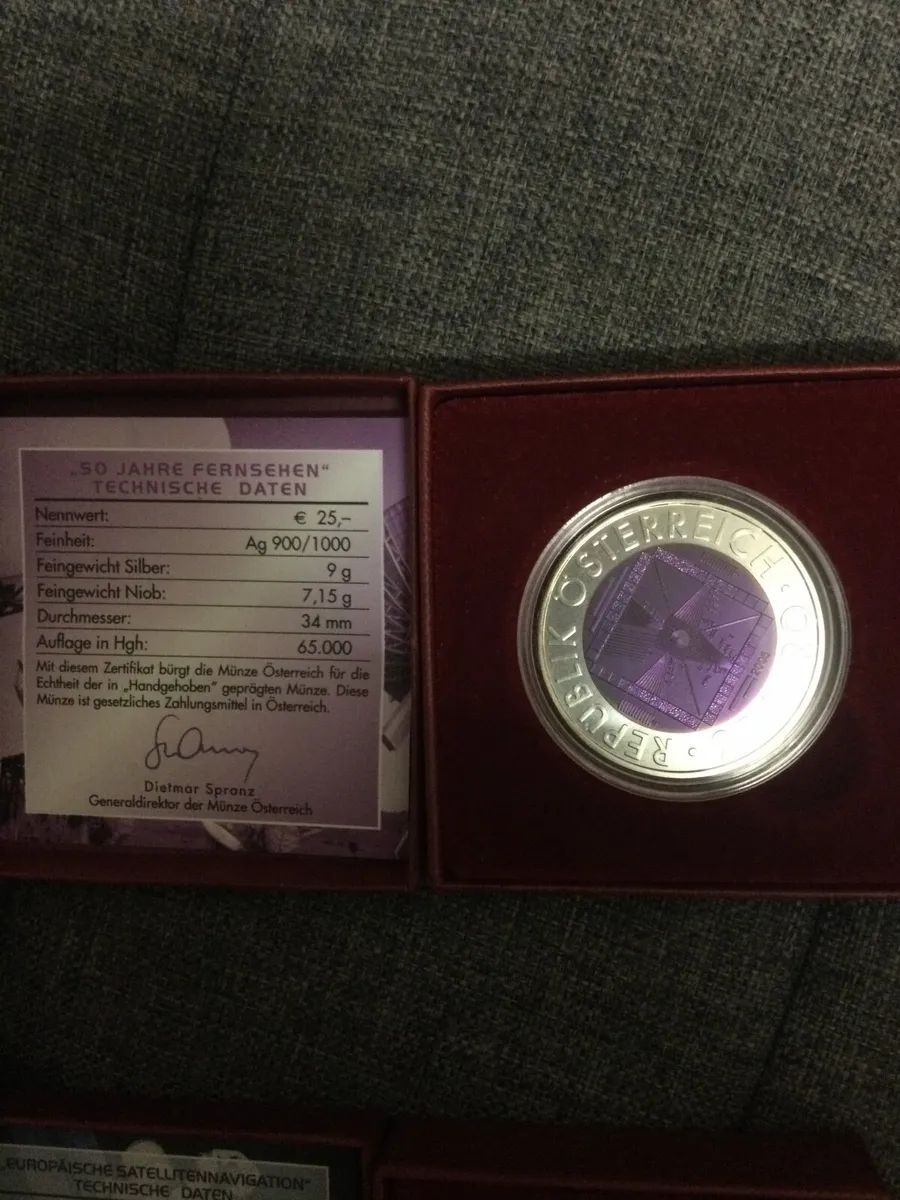 „50 JAHRE FERNSEHEN“
TECHNISCHE DATEN
Nennwert: € 25,–
Feinheit: Ag 900/1000
Feingewicht Silber: 9 g
Feingewicht Niob: 7,15 g
Durchmesser: 34 mm
Auflage in Hgh: 65.000
Mit diesem Zertifikat bürgt die Münze Österreich für die
Echtheit der in „Handgehoben“ geprägten Münze. Diese
Münze ist gesetzliches Zahlungsmittel in Österreich.
Dietmar Spranz
Generaldirektor der Münze Österreich
REPUBLIK ÖSTERREICH
„EUROPÄISCHE SATELLITENNAVIGATION“
TECHNISCHE DATEN